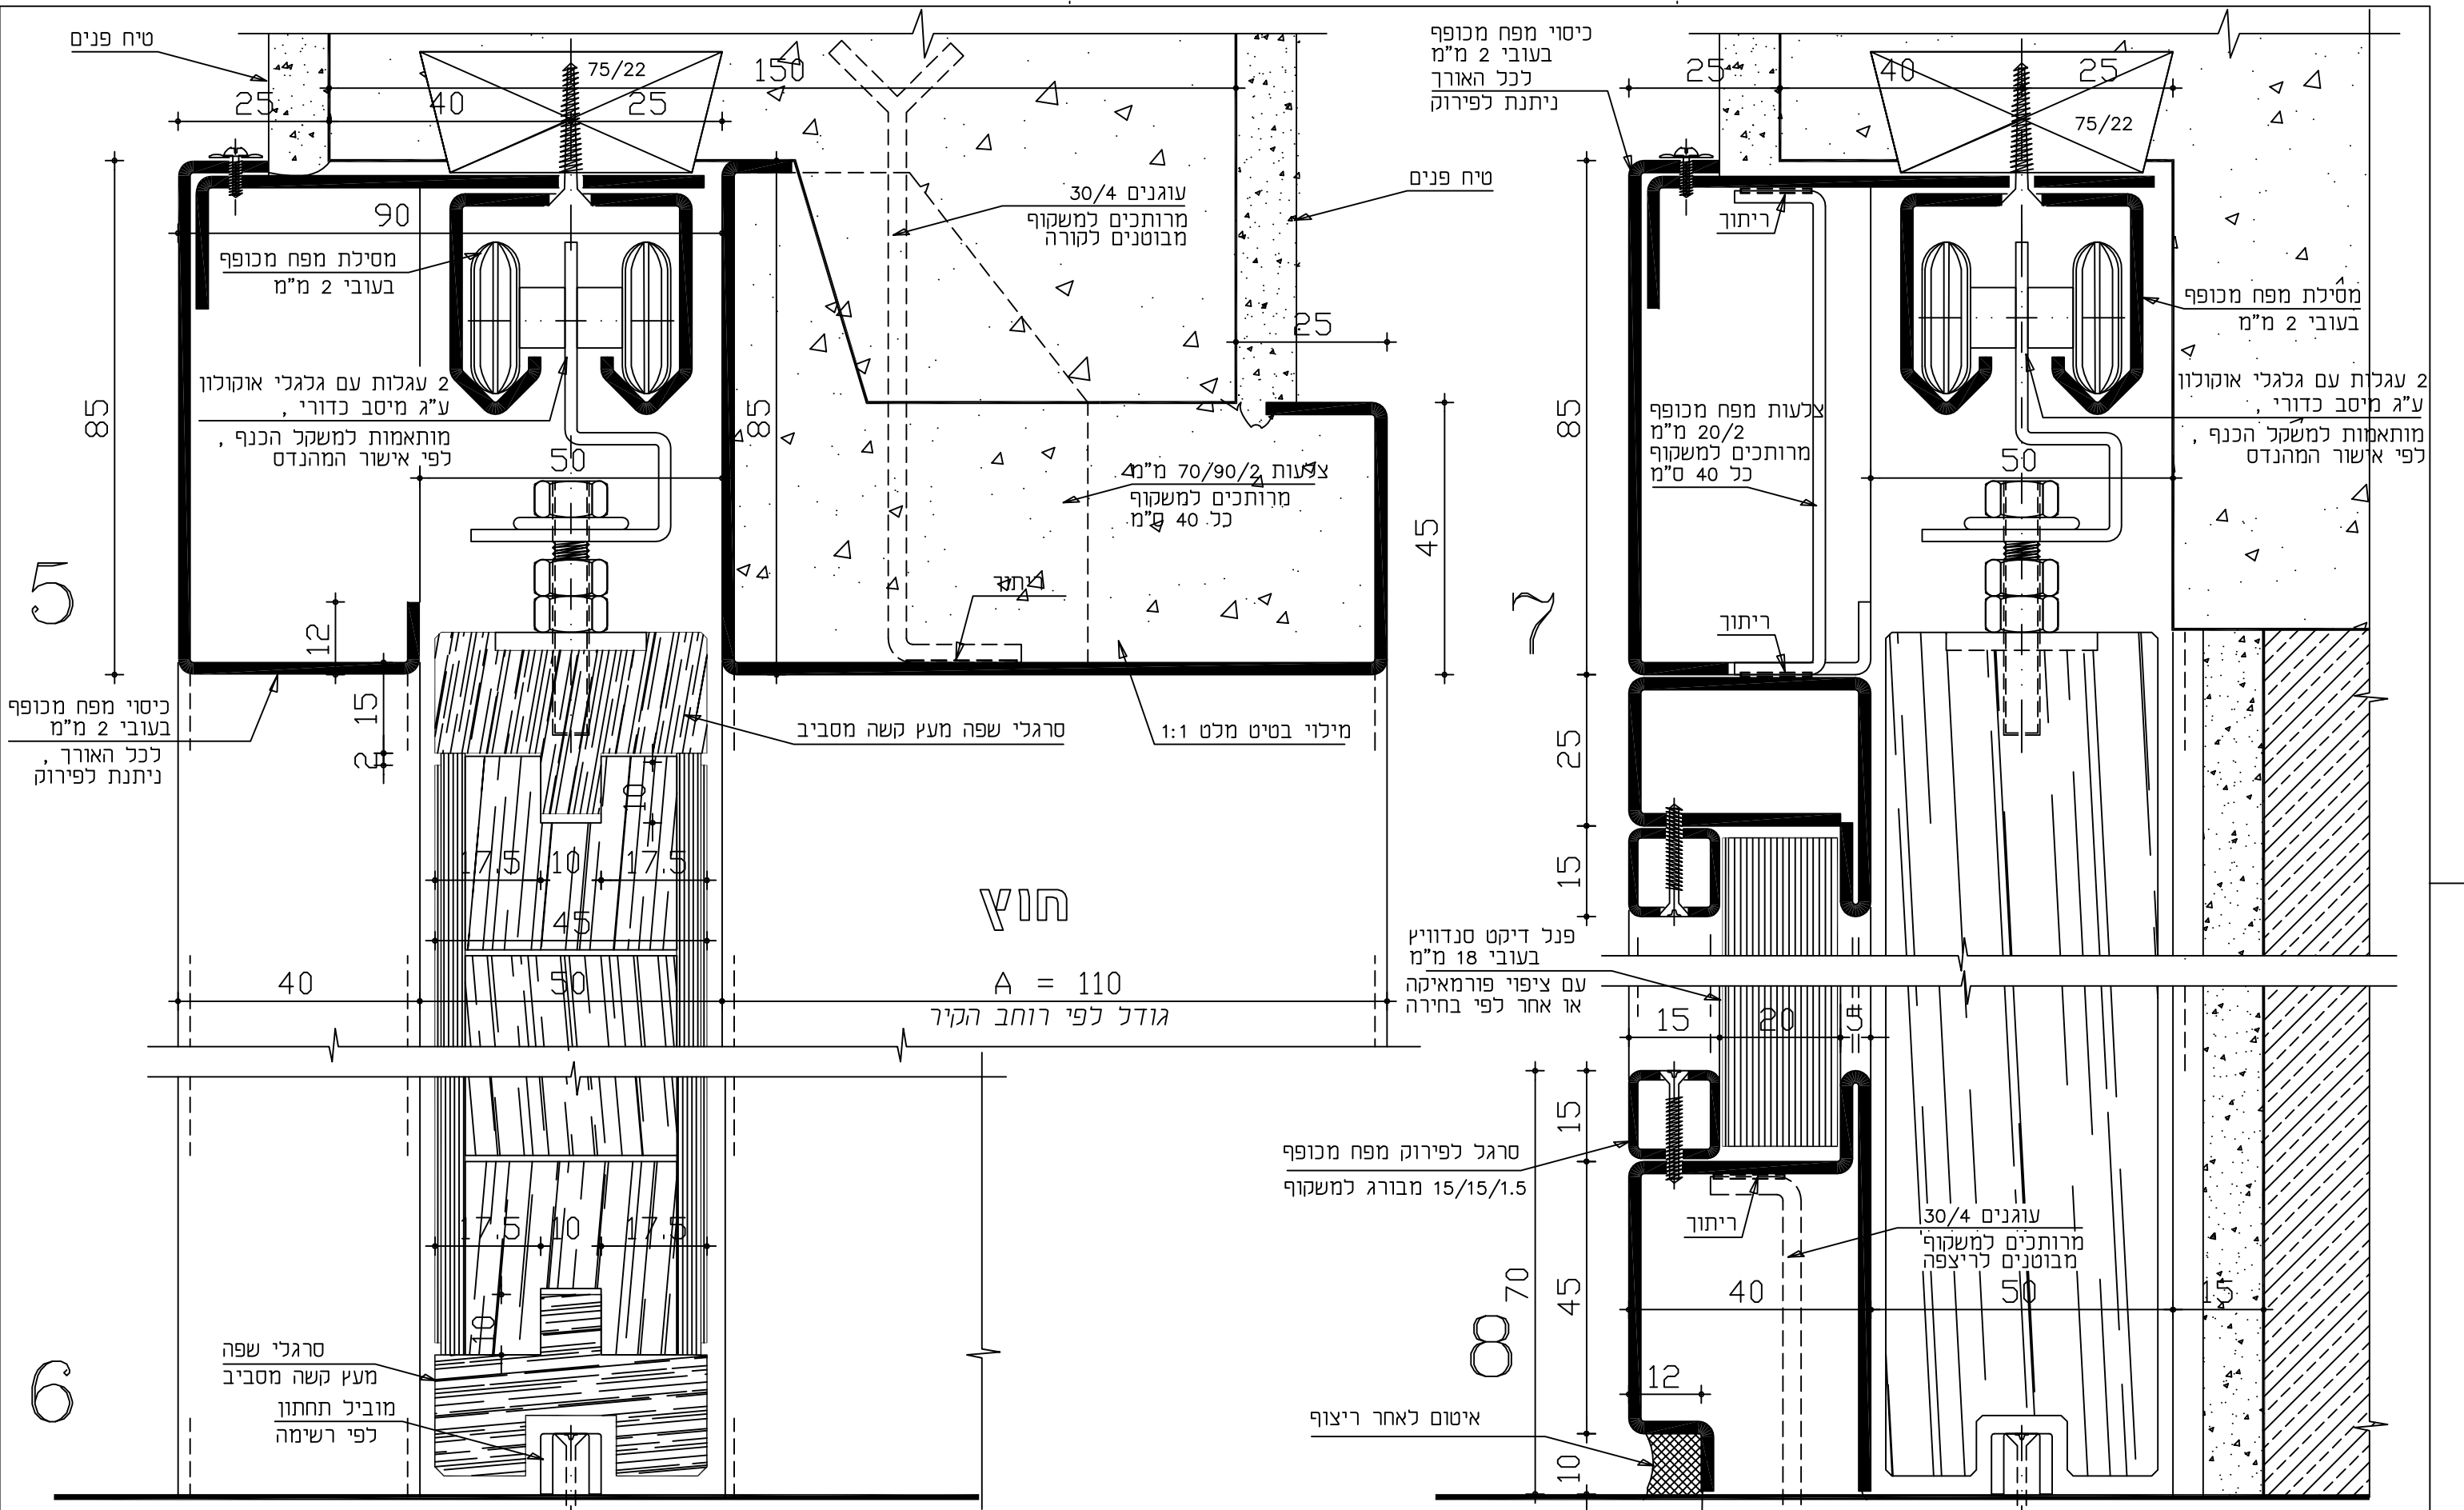 טיח פנים
75/22
25
40
25
150
85
90
מסילת מפח מכופף
בעובי 2 מ"מ
2 עגלות עם גלגלי אוקולון
ע"ג מיסב כדורי ,
מותאמות למשקל הכנף ,
לפי אישור המהנדס
50
85
עוגנים 30/4
מרותכים למשקוף
מבוטנים לקורה
טיח פנים
25
צלעות 70/90/2 מ"מ
מרותכים למשקוף
כל 40 ס"מ
45
ריתוך
5
12
15
2
כיסוי מפח מכופף
בעובי 2 מ"מ
לכל האורך ,
ניתנת לפירוק
סרגלי שפה מעץ קשה מסביב
מילוי בטיט מלט 1:1
10
17.5
10
17.5
45
חוץ
40
50
A = 110
גודל לפי רוחב הקיר
17.5
10
17.5
10
6
סרגלי שפה
מעץ קשה מסביב
מוביל תחתון
לפי רשימה
כיסוי מפח מכופף
בעובי 2 מ"מ
לכל האורך
ניתנת לפירוק
25
40
25
75/22
ריתוך
מסילת מפח מכופף
בעובי 2 מ"מ
2 עגלות עם גלגלי אוקולון
ע"ג מיסב כדורי ,
מותאמות למשקל הכנף ,
לפי אישור המהנדס
85
צלעות מפח מכופף
20/2 מ"מ
מרותכים למשקוף
כל 40 ס"מ
50
7
ריתוך
25
15
פנל דיקט סנדוויץ
בעובי 18 מ"מ
עם ציפוי פורמאיקה
או אחר לפי בחירה
15
20
5
15
סרגל לפירוק מפח מכופף
15/15/1.5 מבורג למשקוף
ריתוך
עוגנים 30/4
מרותכים למשקוף
מבוטנים לריצפה
70
45
40
50
15
8
12
איטום לאחר ריצוף
10